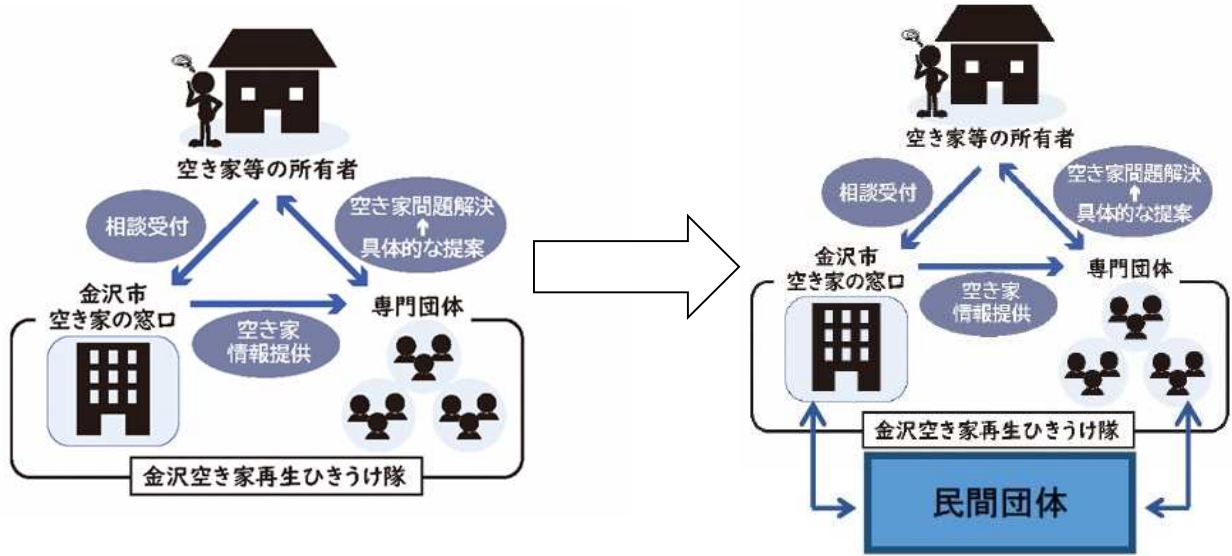 空き家等の所有者
相談受付
空き家問題解決
具体的な提案
金沢市
空き家の窓口
専門団体
空き家
情報提供
金沢空き家再生ひきうけ隊
空き家等の所有者
相談受付
空き家問題解決
具体的な提案
金沢市
空き家の窓口
専門団体
空き家
情報提供
金沢空き家再生ひきうけ隊
民間団体